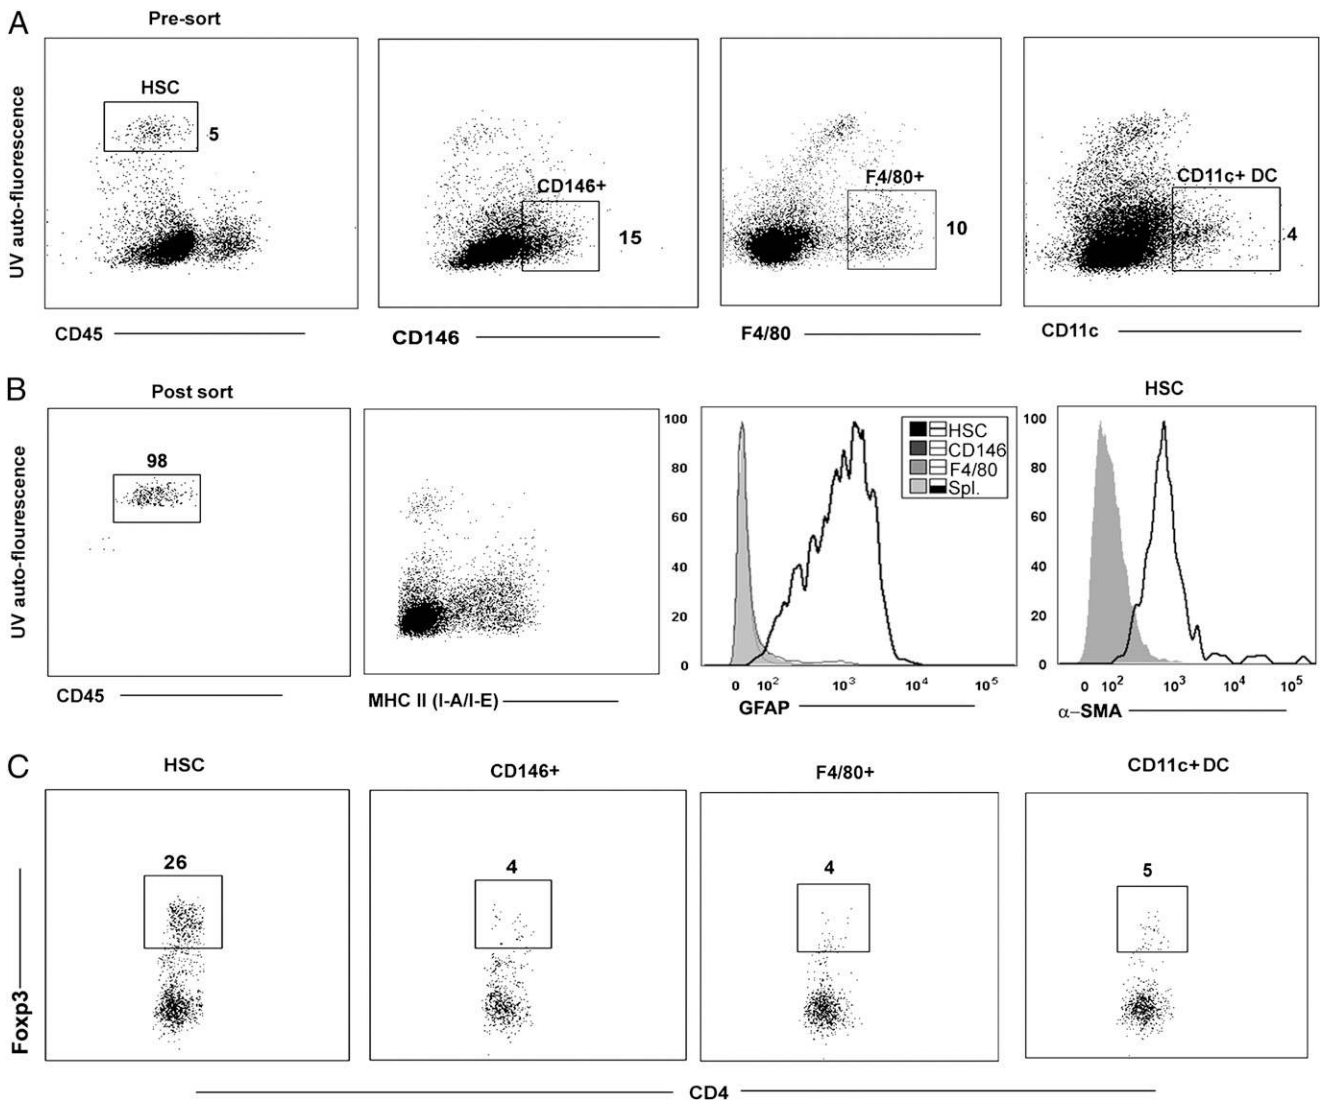 A
Pre-sort
UV auto-fluorescence
HSC
5
CD45
CD146+
15
CD146
F4/80+
10
F4/80
CD11c+ DC
4
CD11c
B
Post sort
UV auto-flourescence
98
CD45
MHC II (I-A/I-E)
100
80
60
40
20
0
HSC
CD146
F4/80
Spl.
0 10² 10³ 10⁴ 10⁵
GFAP
HSC
100
80
60
40
20
0
0 10² 10³ 10⁴ 10⁵
α–SMA
C
HSC
CD146+
F4/80+
CD11c+ DC
26
4
4
5
Foxp3
CD4